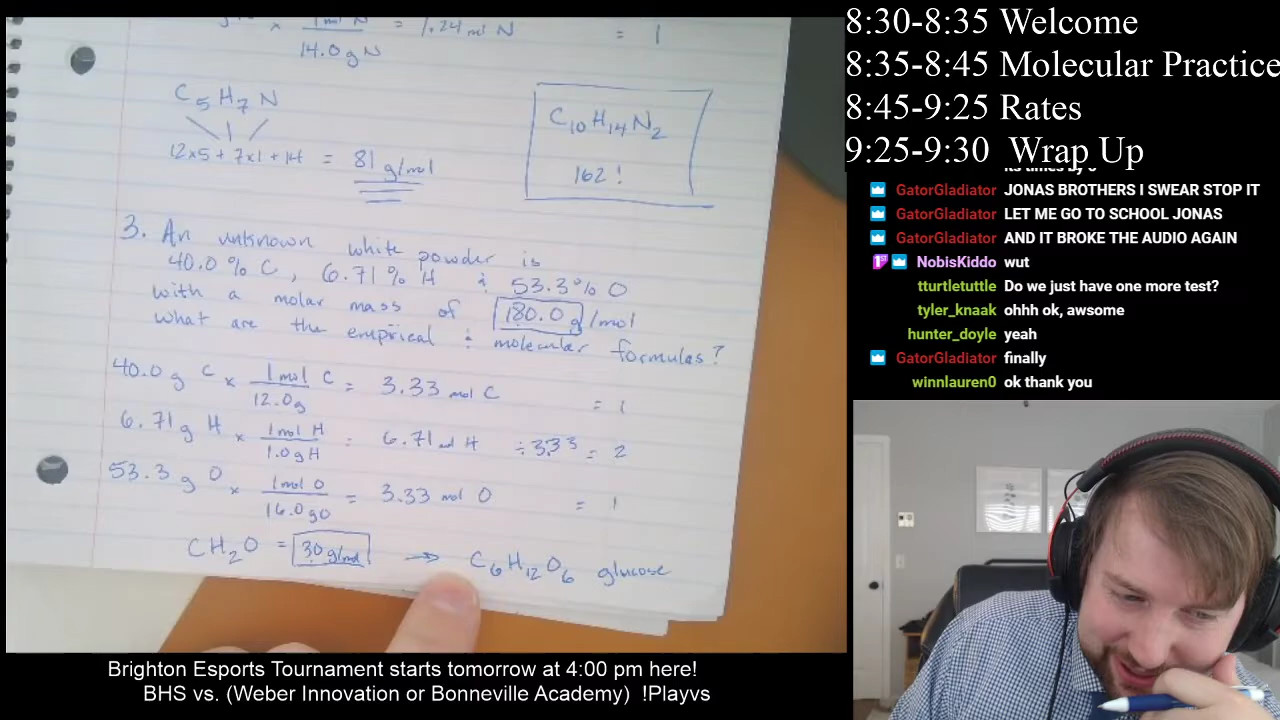 1 mol N = 1.24 mol N = 1
14.0 g N
C5H7N
12x5 + 7x1 + 14 = 81 g/mol
C10H14N2
162!
3. An unknown white powder is
40.0% C, 6.71% H & 53.3% O
with a molar mass of 180.0 g/mol
what are the empirical & molecular formulas?
40.0 g C x 1 mol C = 3.33 mol C = 1
12.0 g
6.71 g H x 1 mol H = 6.71 mol H ÷ 3.33 = 2
1.0 g H
53.3 g O x 1 mol O = 3.33 mol O = 1
16.0 g O
CH2O = 30 g/mol → C6H12O6 glucose
8:30-8:35 Welcome
8:35-8:45 Molecular Practice
8:45-9:25 Rates
9:25-9:30 Wrap Up
GatorGladiator JONAS BROTHERS I SWEAR STOP IT
GatorGladiator LET ME GO TO SCHOOL JONAS
GatorGladiator AND IT BROKE THE AUDIO AGAIN
NobisKiddo wut
tturtletuttle Do we just have one more test?
tyler_knaak ohhh ok, awsome
hunter_doyle yeah
GatorGladiator finally
winnlauren0 ok thank you
Brighton Esports Tournament starts tomorrow at 4:00 pm here!
BHS vs. (Weber Innovation or Bonneville Academy) !Playvs